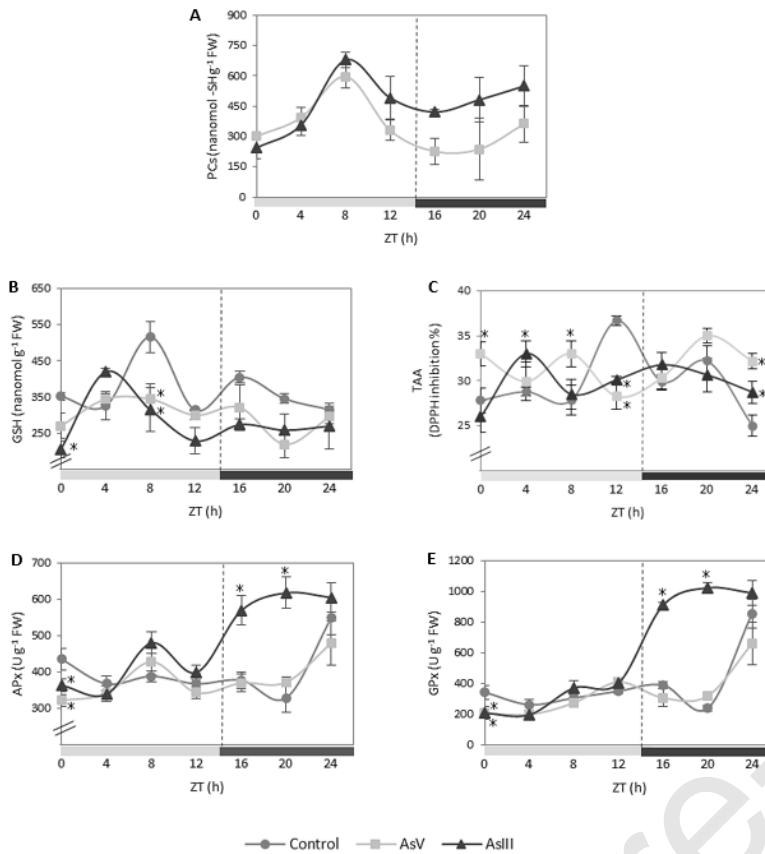 A
PCs (nanomol -SHg⁻¹ FW)
900
750
600
450
300
150
0
0 4 8 12 16 20 24
ZT (h)
B
GSH (nanomol g⁻¹ FW)
650
550
450
350
250
*
*
*
0 4 8 12 16 20 24
ZT (h)
C
TAA
(DPPH inhibition %)
40
35
30
25
* * *
*
*
*
*
0 4 8 12 16 20 24
ZT (h)
D
APx (U g⁻¹ FW)
700
600
500
400
300
* *
*
*
0 4 8 12 16 20 24
ZT (h)
E
GPx (U g⁻¹ FW)
1200
1000
800
600
400
200
0
* *
*
*
0 4 8 12 16 20 24
ZT (h)
Control AsV AsIII